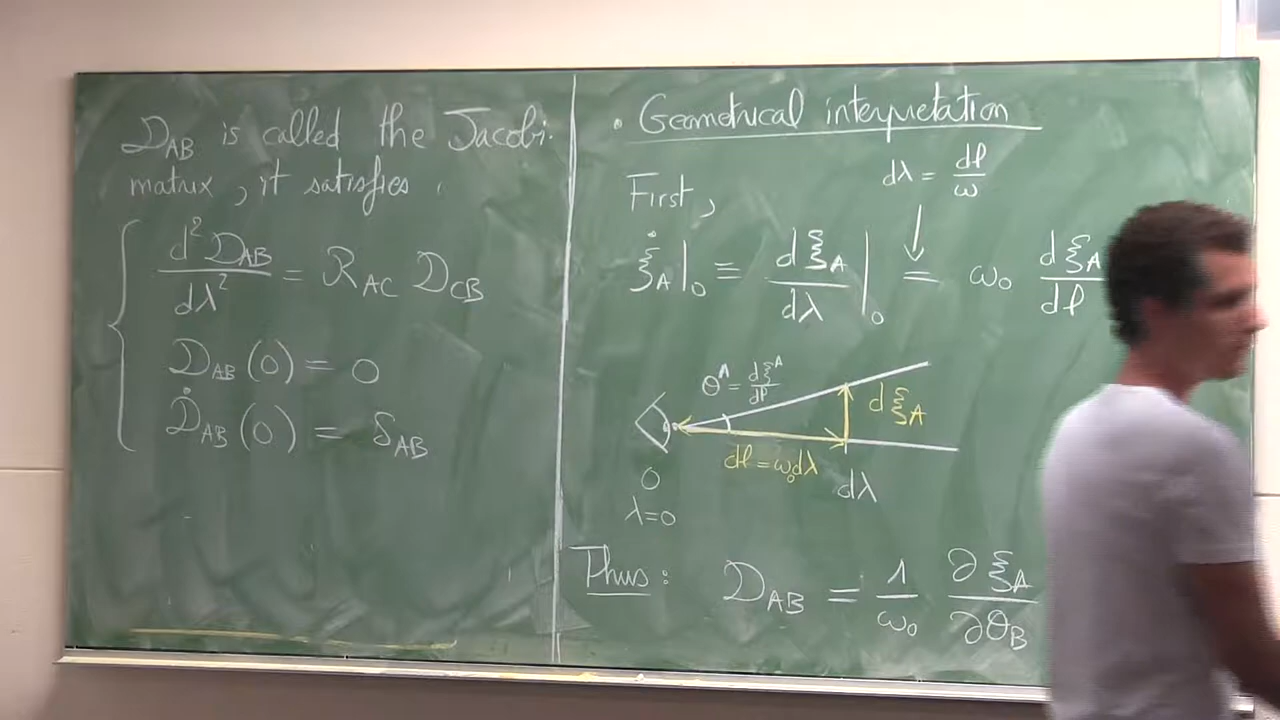 𝒟_AB is called the Jacobi
matrix, it satisfies
d²𝒟_AB/dλ² = ℛ_AC 𝒟_CB
𝒟_AB(0) = 0
𝒟̇_AB(0) = δ_AB
• Geometrical interpretation
dλ = dℓ/ω
First,
ξ̇_A|₀ ≡ dξ_A/dλ|₀ = ω₀ dξ_A/dℓ
θ^A = dξ^A/dℓ
dξ_A
dℓ = ω₀dλ
0
dλ
λ=0
Thus: 𝒟_AB = 1/ω₀ ∂ξ_A/∂θ_B